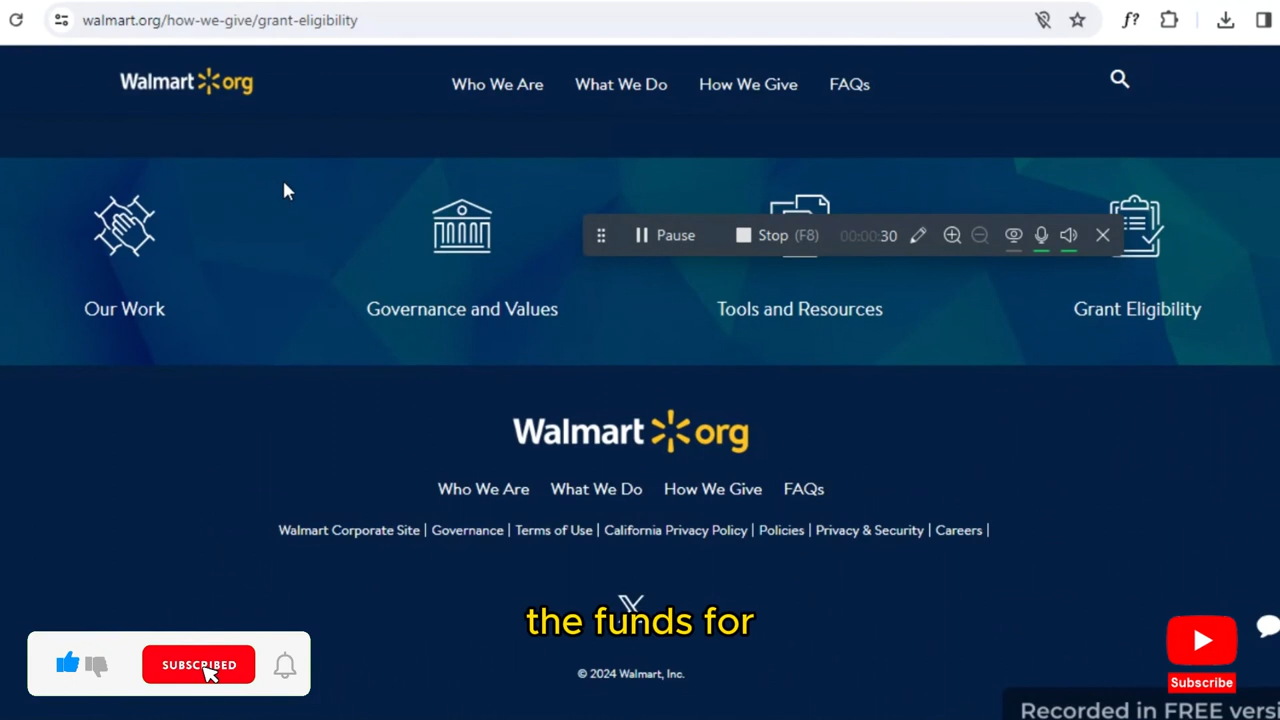 walmart.org/how-we-give/grant-eligibility
f?
Walmart org
Who We Are What We Do How We Give FAQs
Pause Stop (F8) 00:00:30
Our Work Governance and Values Tools and Resources Grant Eligibility
Walmart org
Who We Are What We Do How We Give FAQs
Walmart Corporate Site | Governance | Terms of Use | California Privacy Policy | Policies | Privacy & Security | Careers |
the funds for
SUBSCRIBED
© 2024 Walmart, Inc.
Subscribe
Recorded in FREE versi